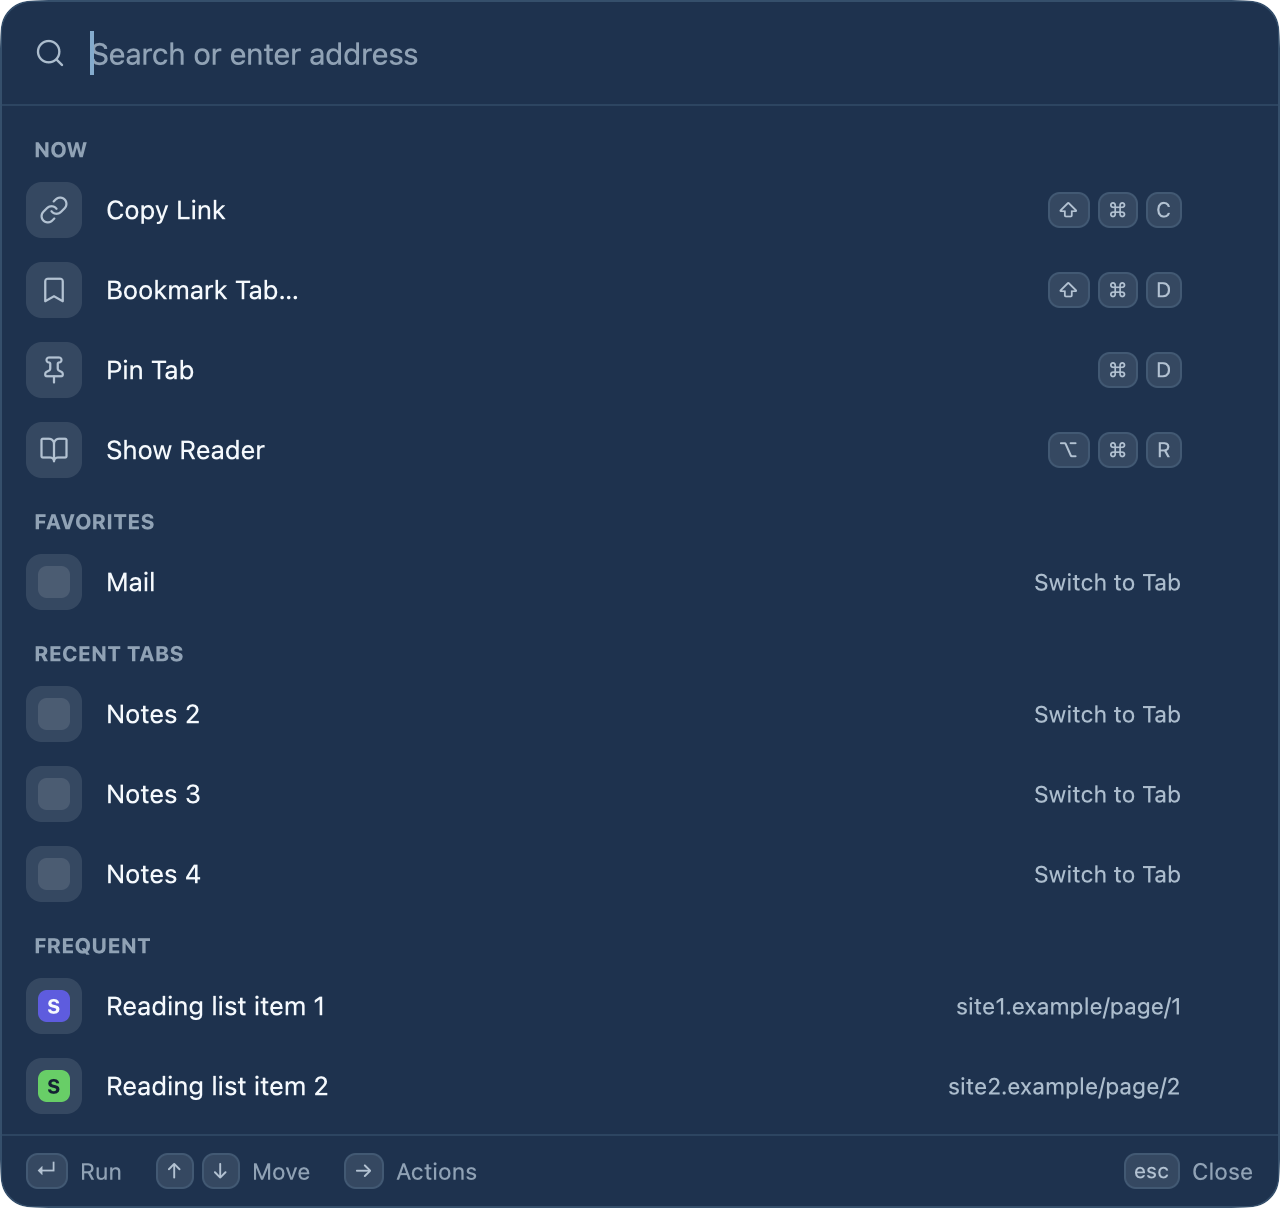 Search or enter address
NOW
Copy Link ⇧ ⌘ C
Bookmark Tab... ⇧ ⌘ D
Pin Tab ⌘ D
Show Reader ⌥ ⌘ R
FAVORITES
Mail Switch to Tab
RECENT TABS
Notes 2 Switch to Tab
Notes 3 Switch to Tab
Notes 4 Switch to Tab
FREQUENT
S Reading list item 1 site1.example/page/1
S Reading list item 2 site2.example/page/2
↵ Run ↑ ↓ Move → Actions esc Close